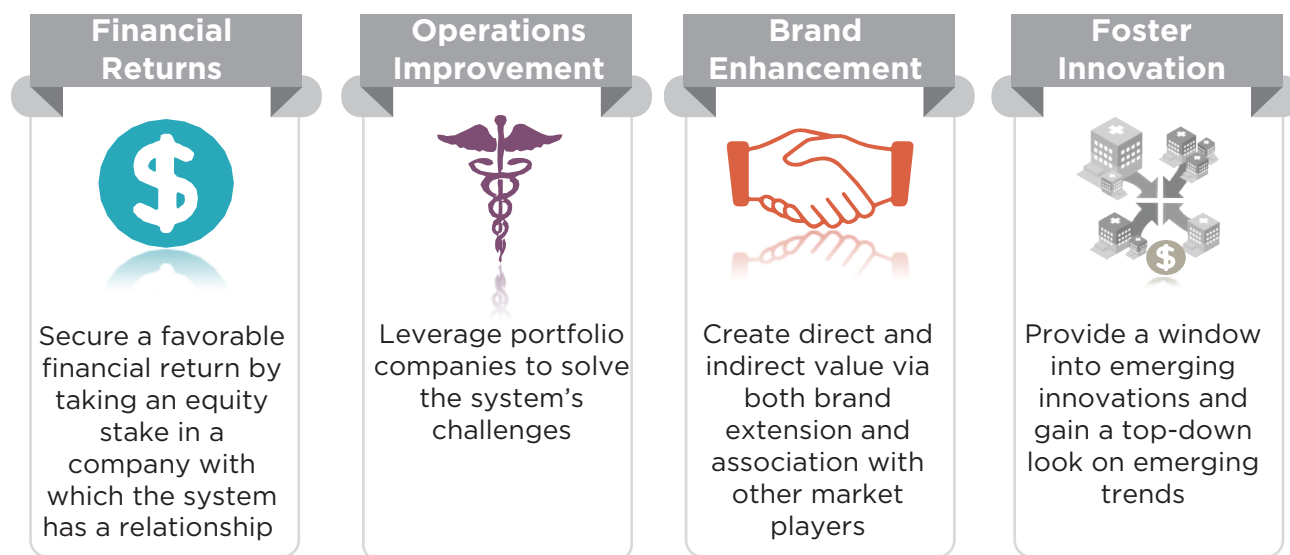 Financial
Returns
Secure a favorable
financial return by
taking an equity
stake in a
company with
which the system
has a relationship
Operations
Improvement
Leverage portfolio
companies to solve
the system's
challenges
Brand
Enhancement
Create direct and
indirect value via
both brand
extension and
association with
other market
players
Foster
Innovation
Provide a window
into emerging
innovations and
gain a top-down
look on emerging
trends